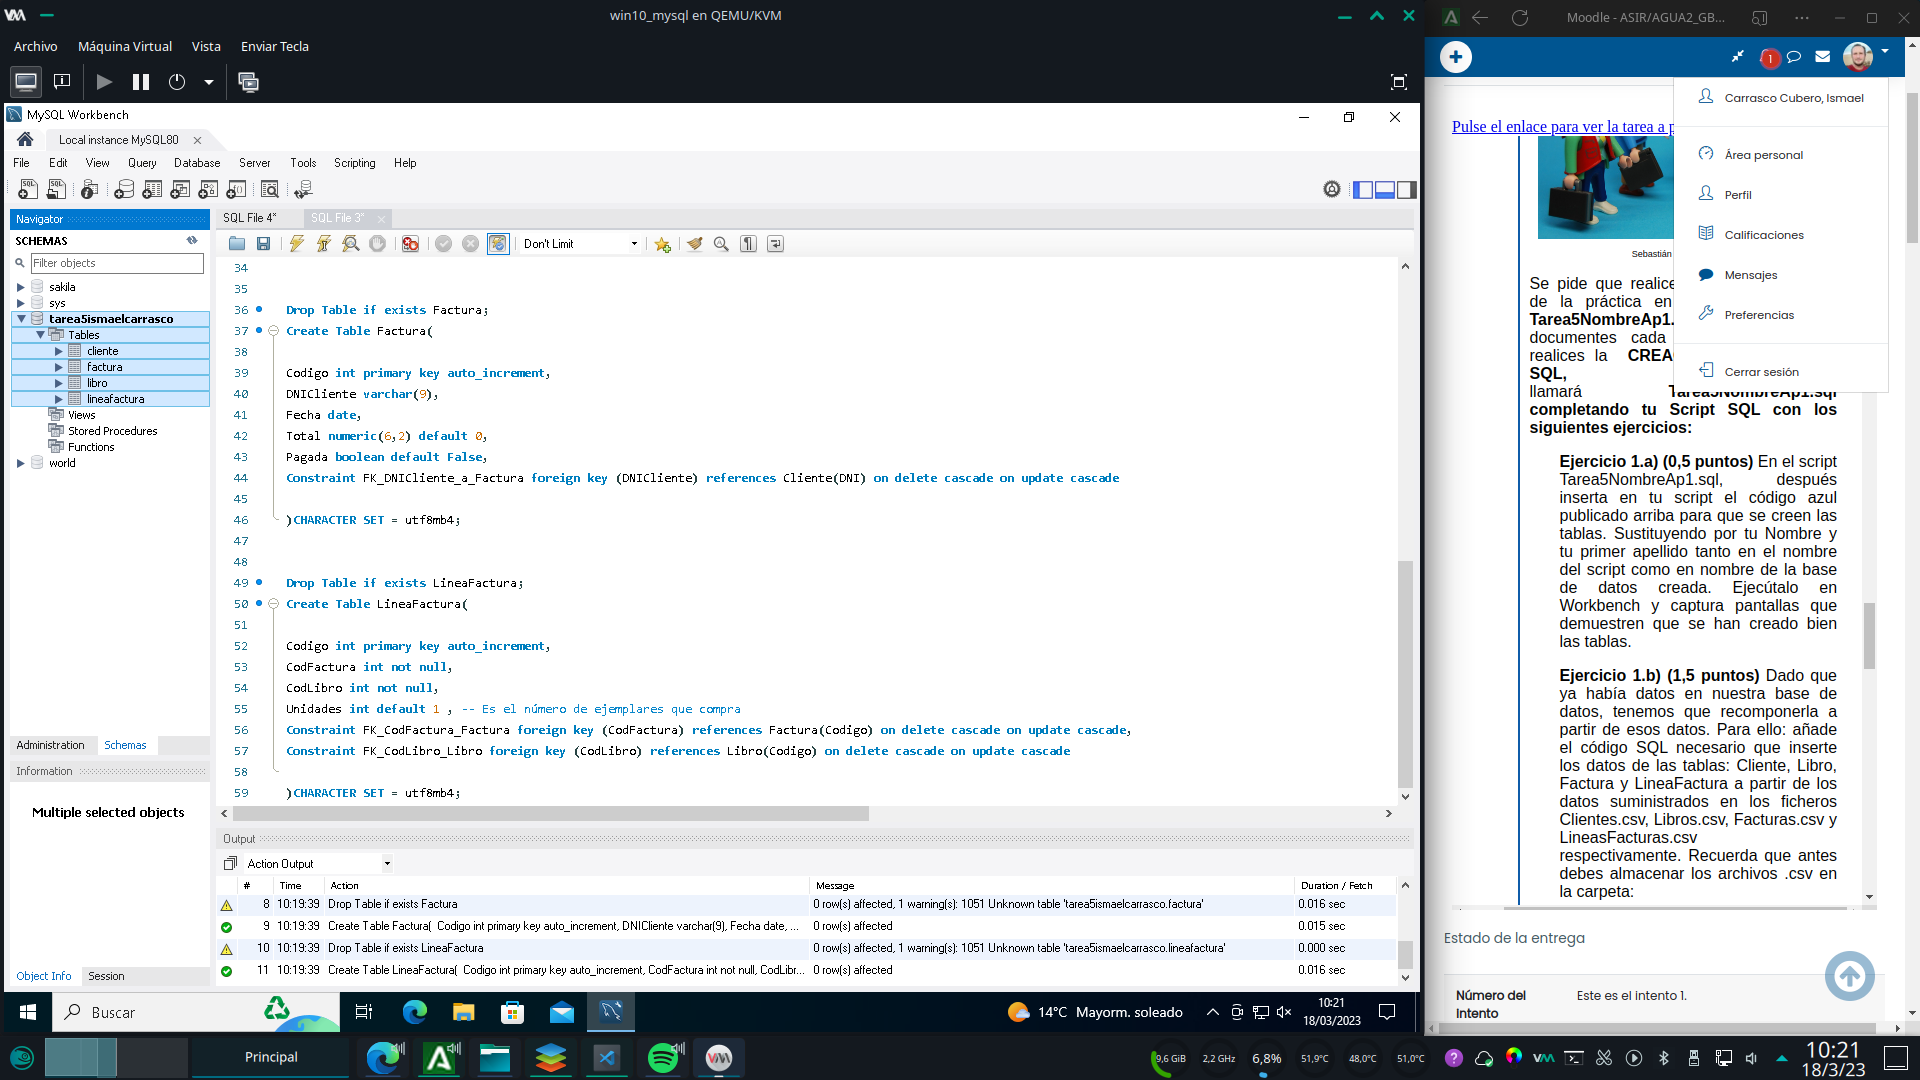 win10_mysql en QEMU/KVM
Archivo
Máquina Virtual
Vista
Enviar Tecla
MySQL Workbench
Local instance MySQL80
File
Edit
View
Query
Database
Server
Tools
Scripting
Help
Navigator
SCHEMAS
Filter objects
sakila
sys
tarea5ismaelcarrasco
Tables
cliente
factura
libro
lineafactura
Views
Stored Procedures
Functions
world
Administration
Schemas
Information
Multiple selected objects
Object Info
Session
SQL File 4*
SQL File 3*
Don't Limit
34
35
36 Drop Table if exists Factura;
37 Create Table Factura(
38
39 Codigo int primary key auto_increment,
40 DNICliente varchar(9),
41 Fecha date,
42 Total numeric(6,2) default 0,
43 Pagada boolean default False,
44 Constraint FK_DNICliente_a_Factura foreign key (DNICliente) references Cliente(DNI) on delete cascade on update cascade
45
46 )CHARACTER SET = utf8mb4;
47
48
49 Drop Table if exists LineaFactura;
50 Create Table LineaFactura(
51
52 Codigo int primary key auto_increment,
53 CodFactura int not null,
54 CodLibro int not null,
55 Unidades int default 1 , -- Es el número de ejemplares que compra
56 Constraint FK_CodFactura_Factura foreign key (CodFactura) references Factura(Codigo) on delete cascade on update cascade,
57 Constraint FK_CodLibro_Libro foreign key (CodLibro) references Libro(Codigo) on delete cascade on update cascade
58
59 )CHARACTER SET = utf8mb4;
Output
Action Output
# Time Action Message Duration / Fetch
8 10:19:39 Drop Table if exists Factura 0 row(s) affected, 1 warning(s): 1051 Unknown table 'tarea5ismaelcarrasco.factura' 0.016 sec
9 10:19:39 Create Table Factura( Codigo int primary key auto_increment, DNICliente varchar(9), Fecha date, ... 0 row(s) affected 0.015 sec
10 10:19:39 Drop Table if exists LineaFactura 0 row(s) affected, 1 warning(s): 1051 Unknown table 'tarea5ismaelcarrasco.lineafactura' 0.000 sec
11 10:19:39 Create Table LineaFactura( Codigo int primary key auto_increment, CodFactura int not null, CodLibr... 0 row(s) affected 0.016 sec
Buscar
14°C Mayorm. soleado
10:21
18/03/2023
Moodle - ASIR/AGUA2_GB...
1
Carrasco Cubero, Ismael
Área personal
Perfil
Calificaciones
Mensajes
Preferencias
Cerrar sesión
Pulse el enlace para ver la tarea a p
Sebastián
Se pide que realice
de la práctica en
Tarea5NombreAp1.
documentes cada
realices la CREA
SQL,
llamará Tarea5NombreAp1.sql
completando tu Script SQL con los
siguientes ejercicios:
Ejercicio 1.a) (0,5 puntos) En el script
Tarea5NombreAp1.sql, después
inserta en tu script el código azul
publicado arriba para que se creen las
tablas. Sustituyendo por tu Nombre y
tu primer apellido tanto en el nombre
del script como en nombre de la base
de datos creada. Ejecútalo en
Workbench y captura pantallas que
demuestren que se han creado bien
las tablas.
Ejercicio 1.b) (1,5 puntos) Dado que
ya había datos en nuestra base de
datos, tenemos que recomponerla a
partir de esos datos. Para ello: añade
el código SQL necesario que inserte
los datos de las tablas: Cliente, Libro,
Factura y LineaFactura a partir de los
datos suministrados en los ficheros
Clientes.csv, Libros.csv, Facturas.csv y
LineasFacturas.csv
respectivamente. Recuerda que antes
debes almacenar los archivos .csv en
la carpeta:
Estado de la entrega
Número del
Intento
Este es el intento 1.
Principal
9,6 GiB
2,2 GHz
6,8%
51,9°C
48,0°C
51,0°C
10:21
18/3/23